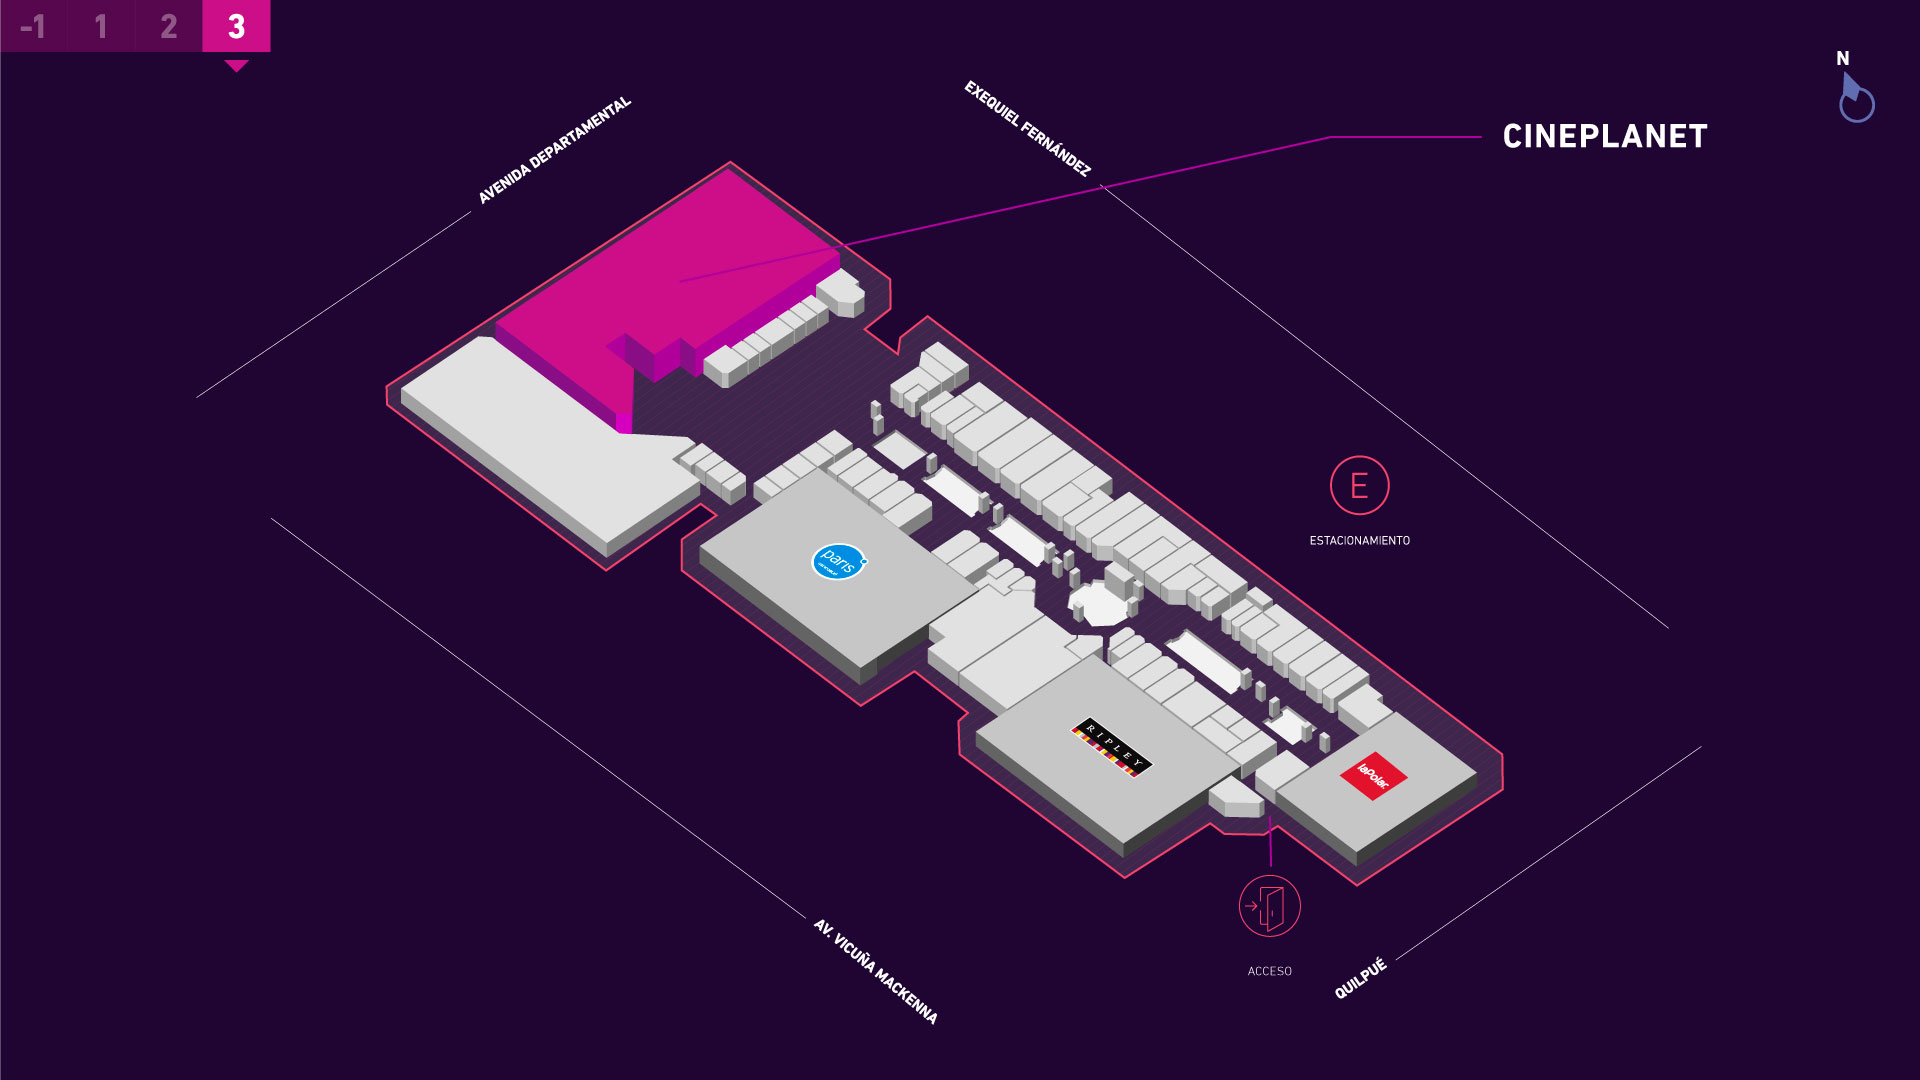 -1 1 2 3
N
AVENIDA DEPARTAMENTAL
EXEQUIEL FERNÁNDEZ
CINEPLANET
E
ESTACIONAMIENTO
paris
RIPLEY
laPolar
AV. VICUÑA MACKENNA
ACCESO
QUILPUÉ